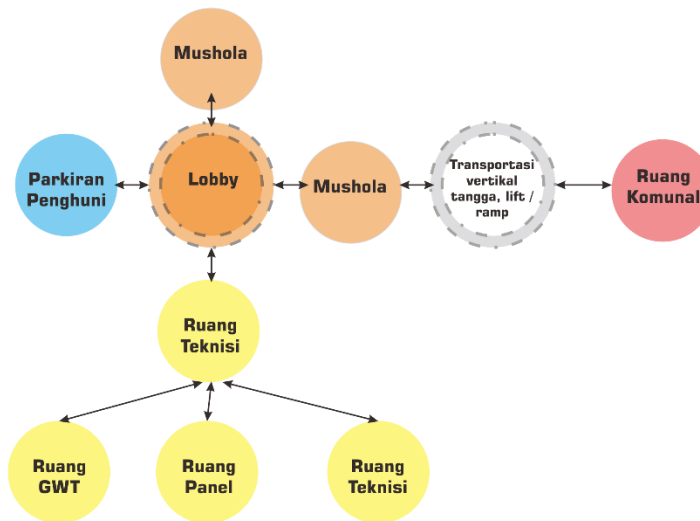 Mushola
Parkiran
Penghuni
Lobby
Mushola
Transportasi
vertikal
tangga, lift /
ramp
Ruang
Komunal
Ruang
Teknisi
Ruang
GWT
Ruang
Panel
Ruang
Teknisi